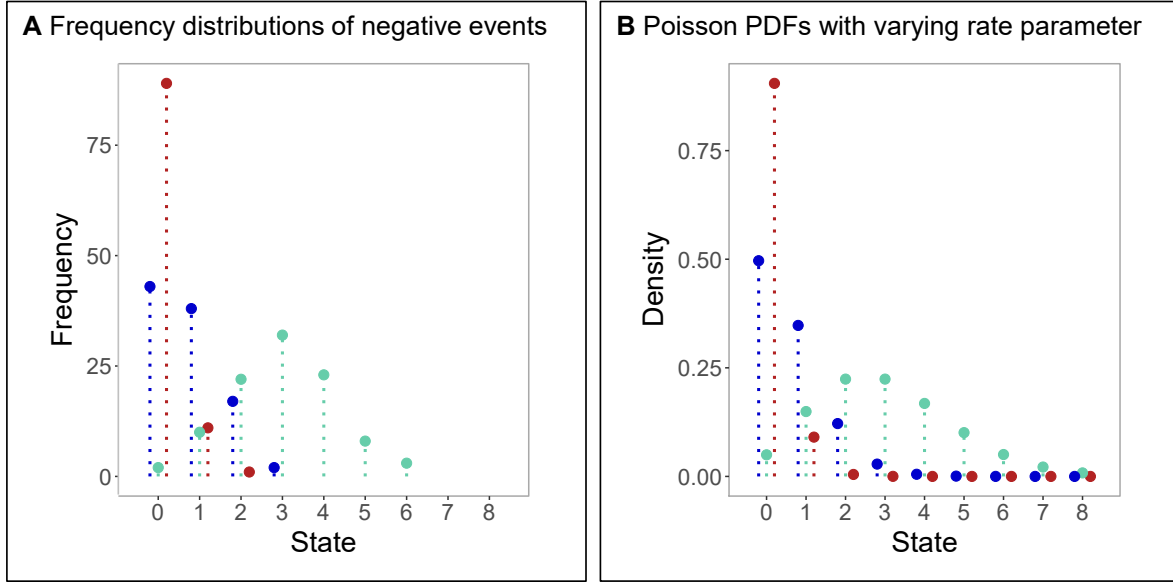 A Frequency distributions of negative events
75
50
25
0
Frequency
0 1 2 3 4 5 6 7 8
State
B Poisson PDFs with varying rate parameter
0.75
0.50
0.25
0.00
Density
0 1 2 3 4 5 6 7 8
State